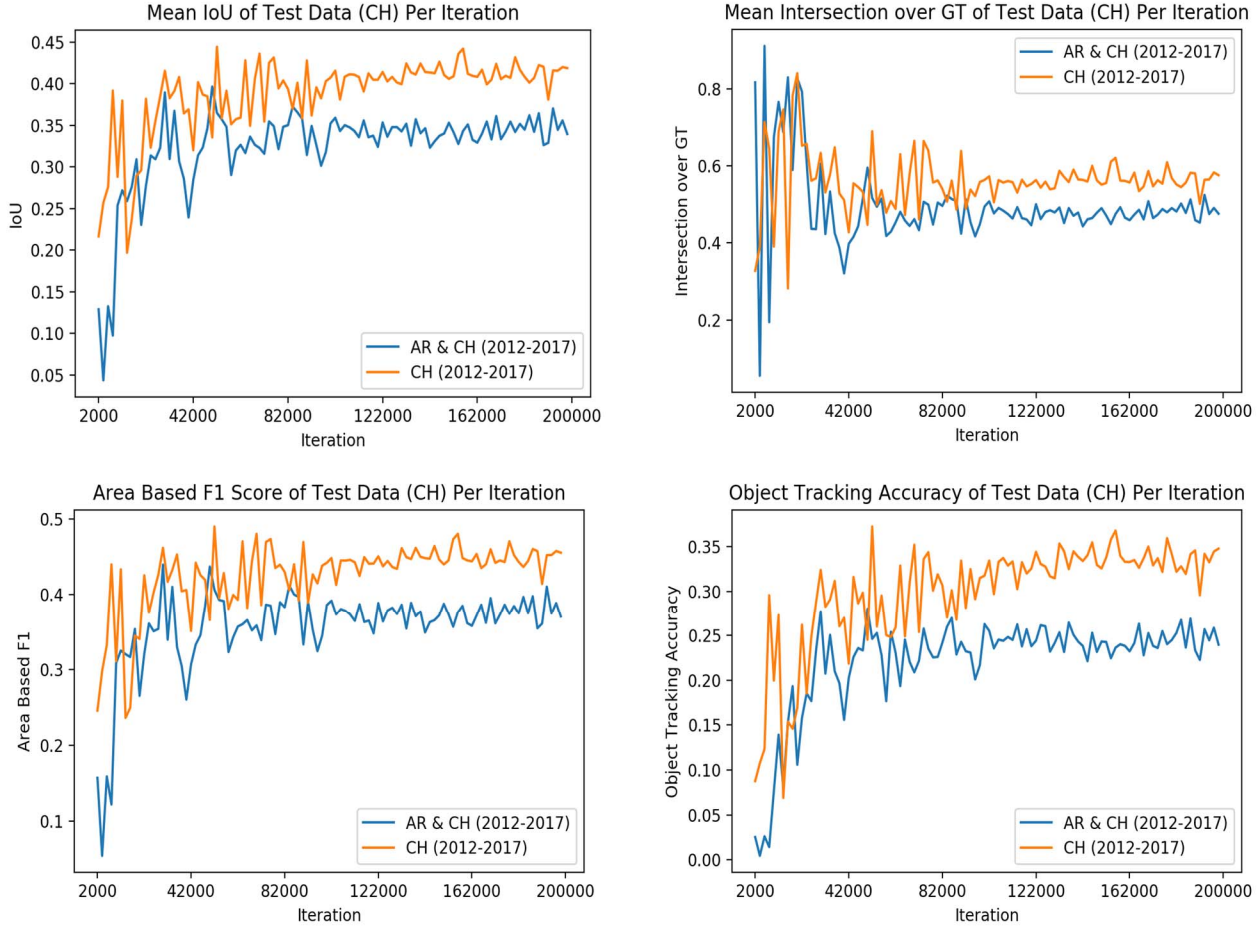 Mean IoU of Test Data (CH) Per Iteration
0.45
0.40
0.35
0.30
0.25
0.20
0.15
0.10
0.05
IoU
AR & CH (2012-2017)
CH (2012-2017)
2000 42000 82000 122000 162000 200000
Iteration
Mean Intersection over GT of Test Data (CH) Per Iteration
0.8
0.6
0.4
0.2
Intersection over GT
AR & CH (2012-2017)
CH (2012-2017)
2000 42000 82000 122000 162000 200000
Iteration
Area Based F1 Score of Test Data (CH) Per Iteration
0.5
0.4
0.3
0.2
0.1
Area Based F1
AR & CH (2012-2017)
CH (2012-2017)
2000 42000 82000 122000 162000 200000
Iteration
Object Tracking Accuracy of Test Data (CH) Per Iteration
0.35
0.30
0.25
0.20
0.15
0.10
0.05
0.00
Object Tracking Accuracy
AR & CH (2012-2017)
CH (2012-2017)
2000 42000 82000 122000 162000 200000
Iteration